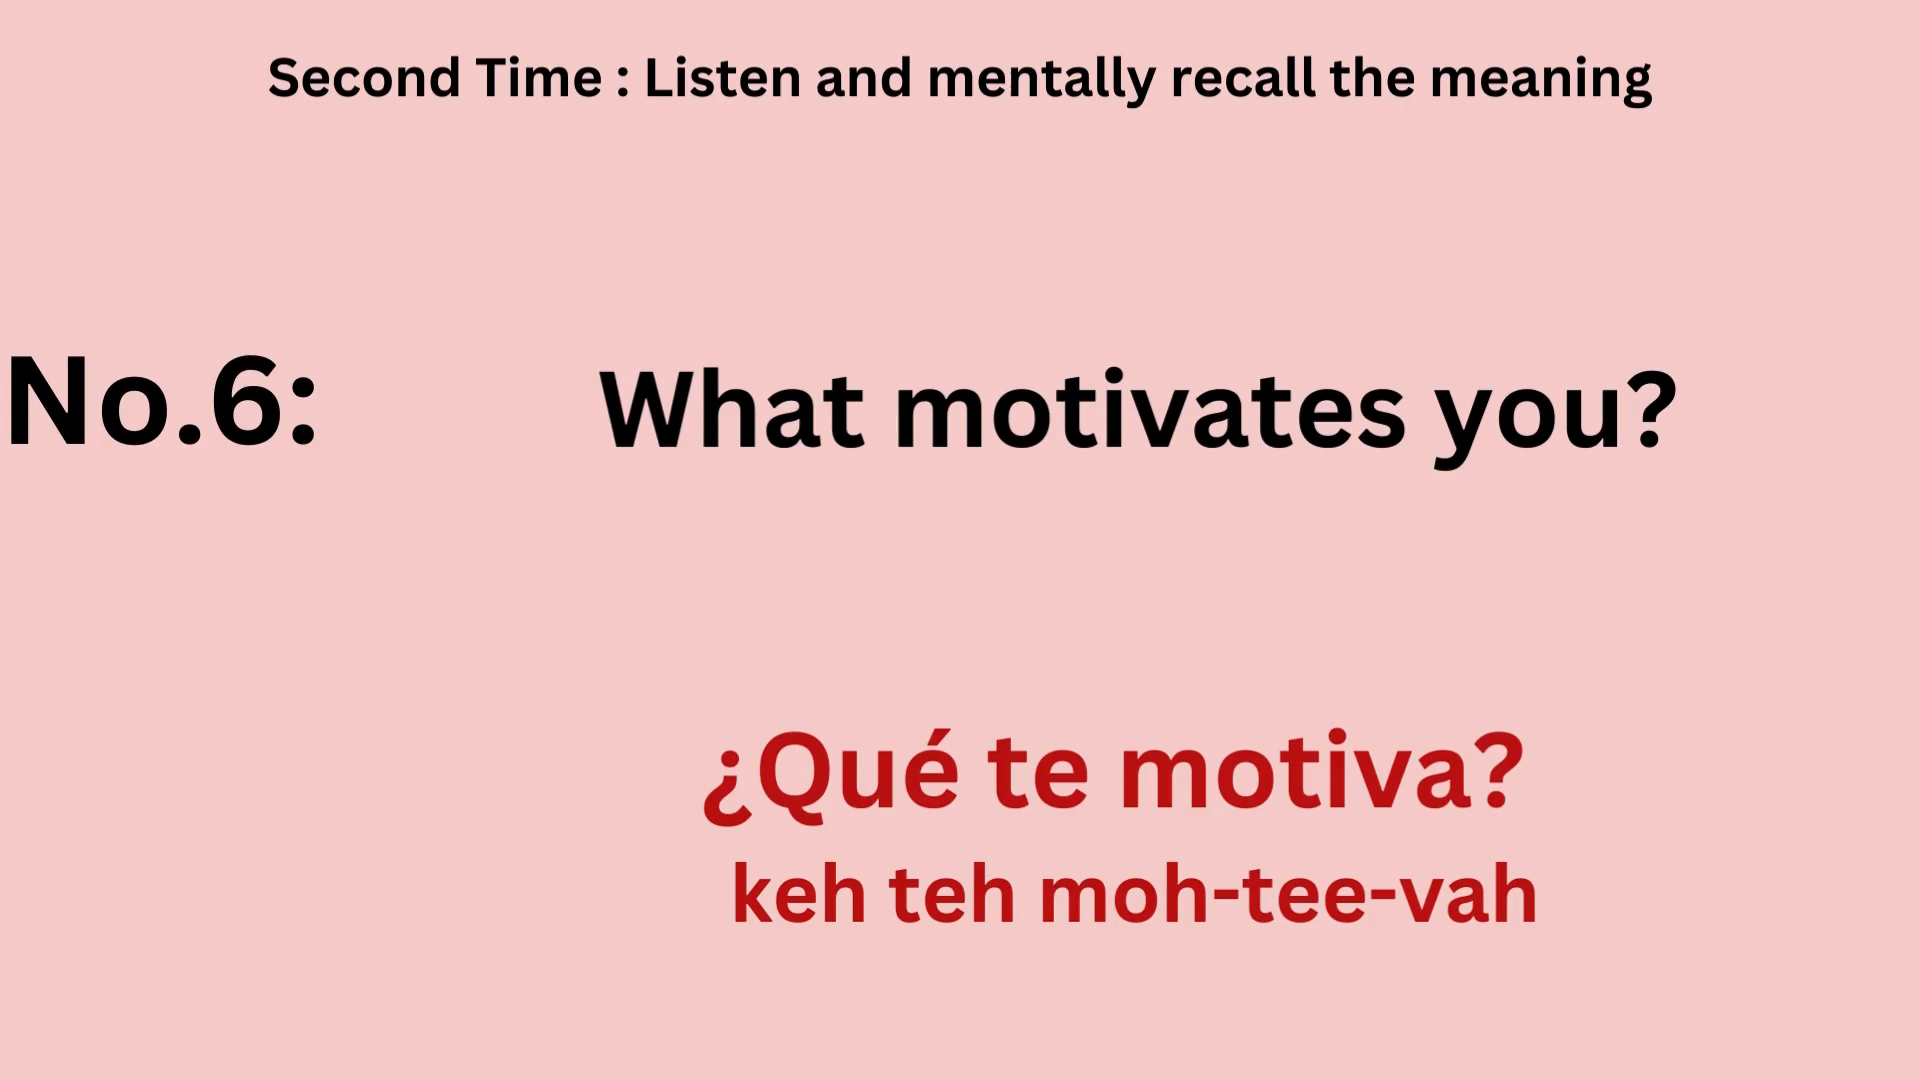 Second Time : Listen and mentally recall the meaning
No.6:
What motivates you?
¿Qué te motiva?
keh teh moh-tee-vah